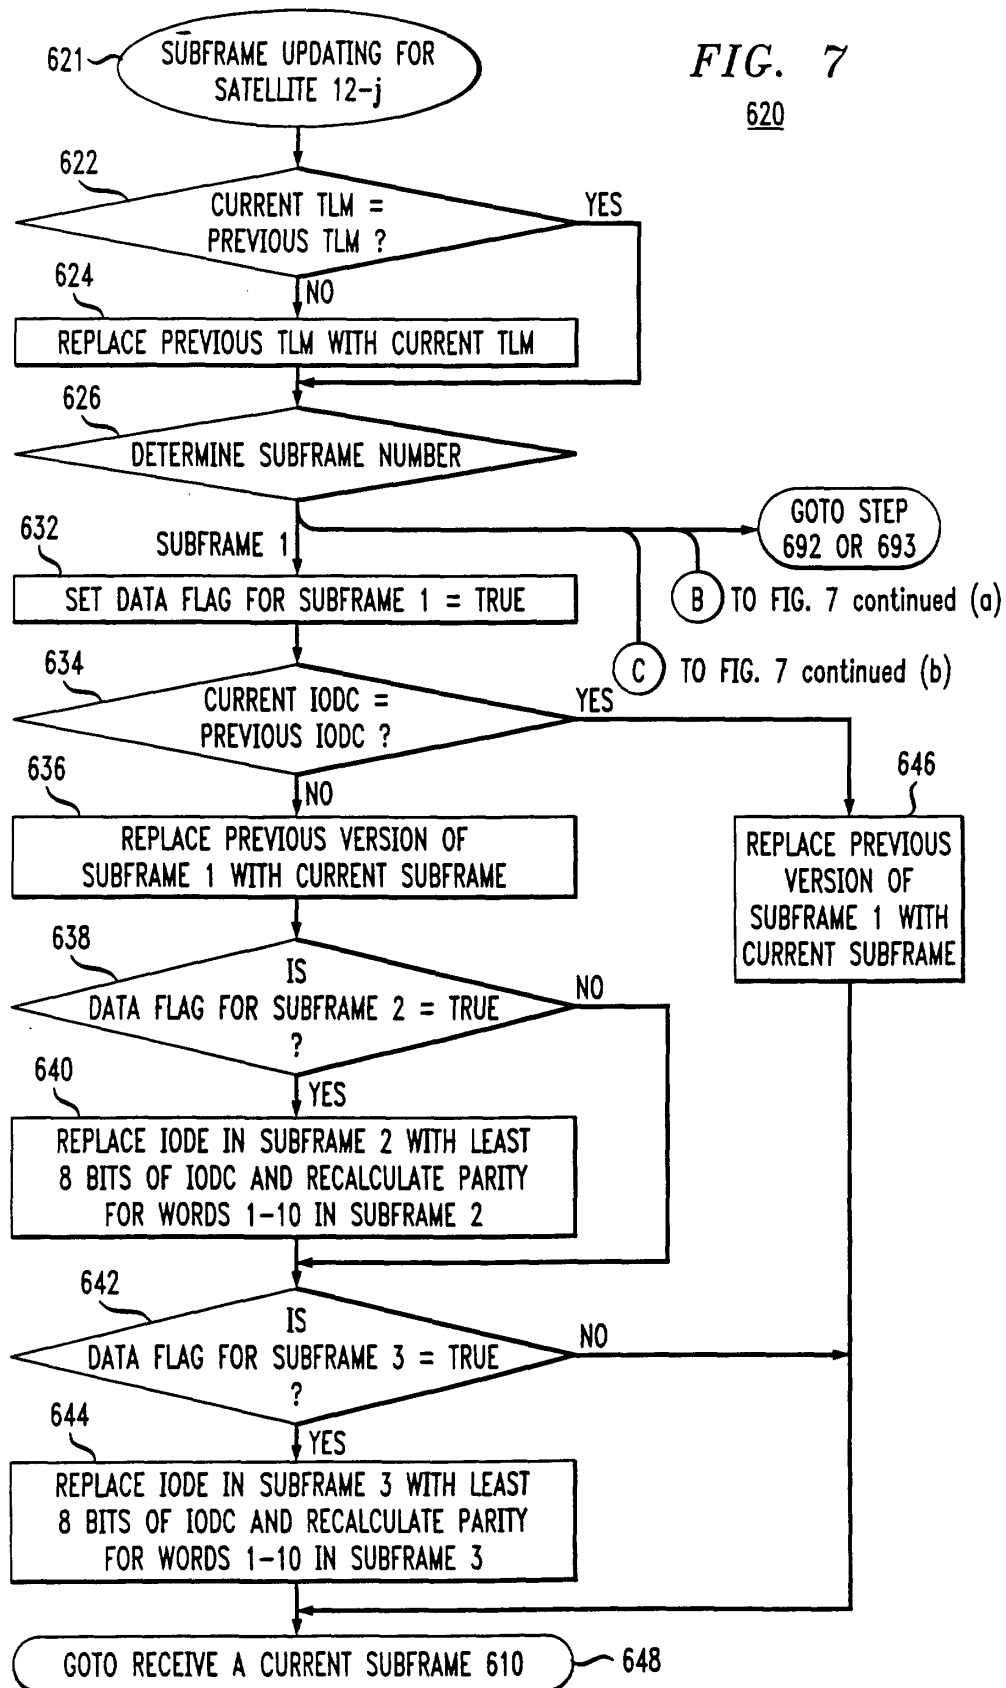 FIG. 7
620
621
SUBFRAME UPDATING FOR
SATELLITE 12-j
622
CURRENT TLM =
PREVIOUS TLM ?
YES
NO
624
REPLACE PREVIOUS TLM WITH CURRENT TLM
626
DETERMINE SUBFRAME NUMBER
GOTO STEP
692 OR 693
B TO FIG. 7 continued (a)
C TO FIG. 7 continued (b)
SUBFRAME 1
632
SET DATA FLAG FOR SUBFRAME 1 = TRUE
634
CURRENT IODC =
PREVIOUS IODC ?
YES
NO
636
REPLACE PREVIOUS VERSION OF
SUBFRAME 1 WITH CURRENT SUBFRAME
646
REPLACE PREVIOUS
VERSION OF
SUBFRAME 1 WITH
CURRENT SUBFRAME
638
IS
DATA FLAG FOR SUBFRAME 2 = TRUE
?
NO
YES
640
REPLACE IODE IN SUBFRAME 2 WITH LEAST
8 BITS OF IODC AND RECALCULATE PARITY
FOR WORDS 1-10 IN SUBFRAME 2
642
IS
DATA FLAG FOR SUBFRAME 3 = TRUE
?
NO
YES
644
REPLACE IODE IN SUBFRAME 3 WITH LEAST
8 BITS OF IODC AND RECALCULATE PARITY
FOR WORDS 1-10 IN SUBFRAME 3
GOTO RECEIVE A CURRENT SUBFRAME 610
648